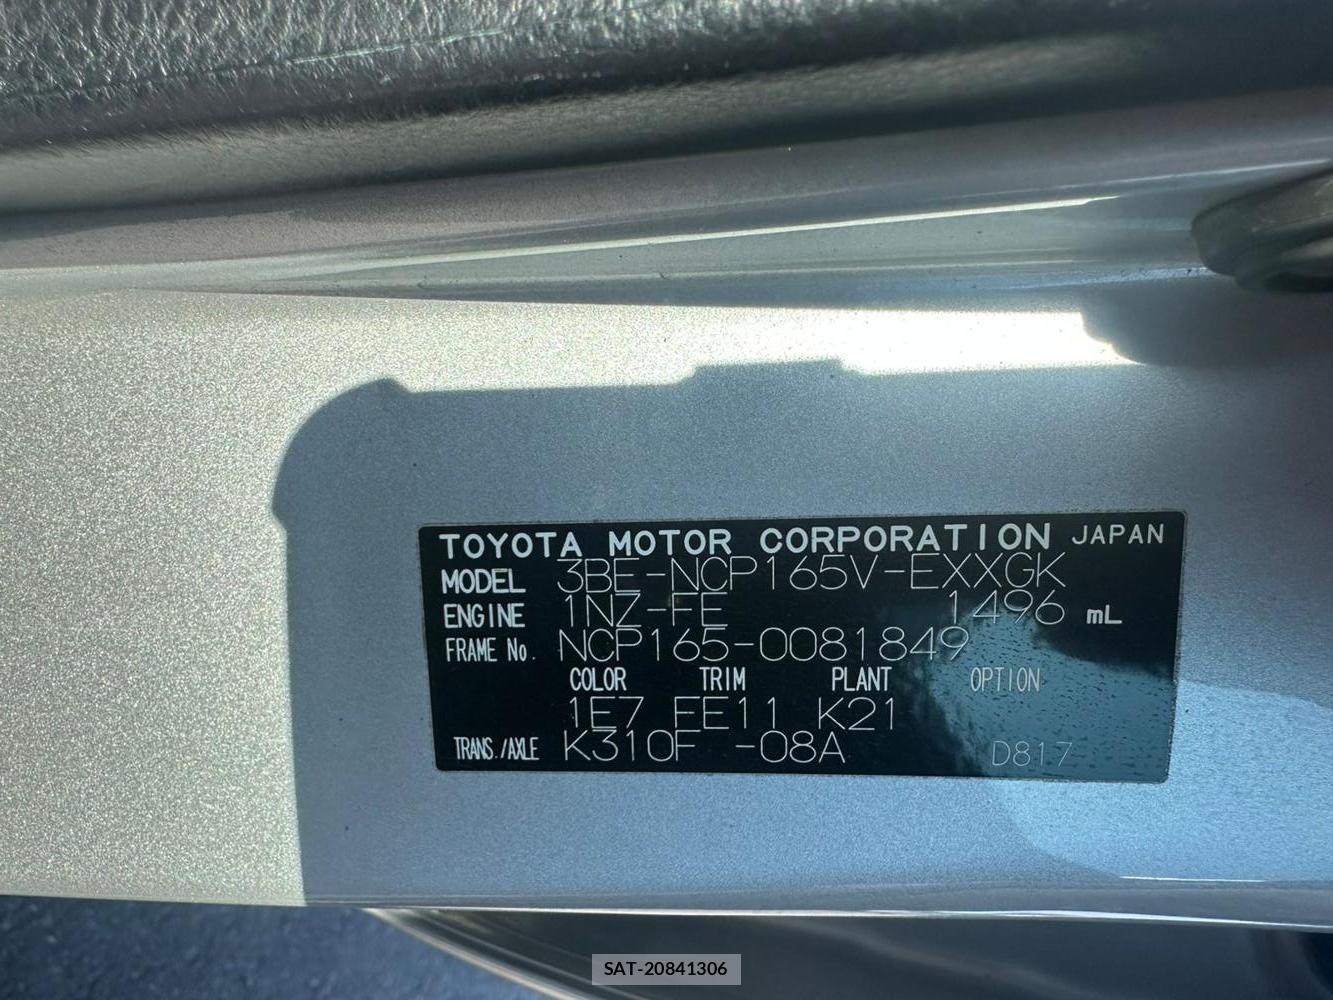 TOYOTA MOTOR CORPORATION JAPAN
MODEL 3BE-NCP165V-EXXGK
ENGINE 1NZ-FE 1496 mL
FRAME No. NCP165-0081849
COLOR TRIM PLANT OPTION
1E7 FE11 K21
TRANS./AXLE K310F -08A D817
SAT-20841306